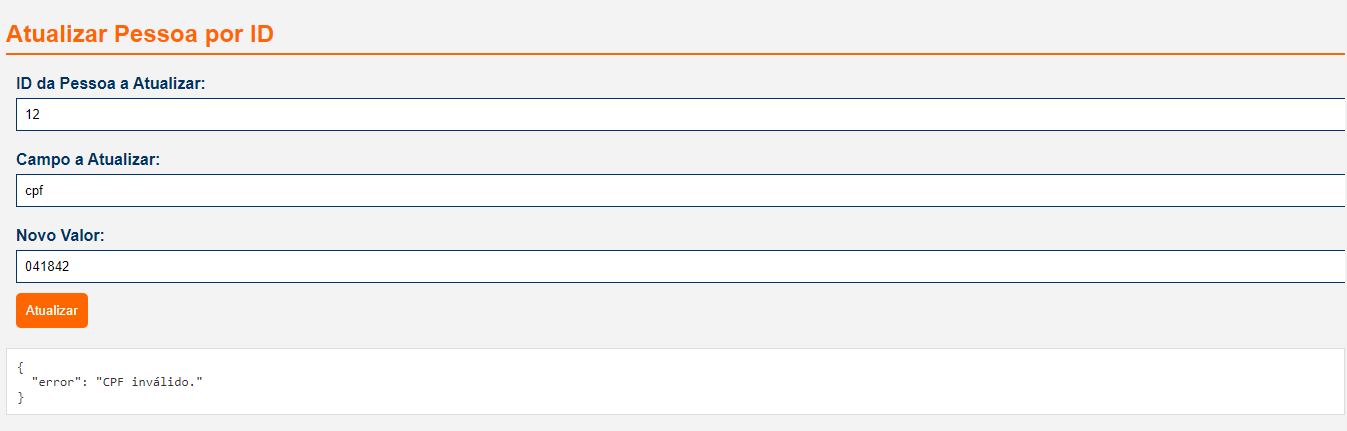 Atualizar Pessoa por ID
ID da Pessoa a Atualizar:
12
Campo a Atualizar:
cpf
Novo Valor:
041842
Atualizar
{
  "error": "CPF inválido."
}